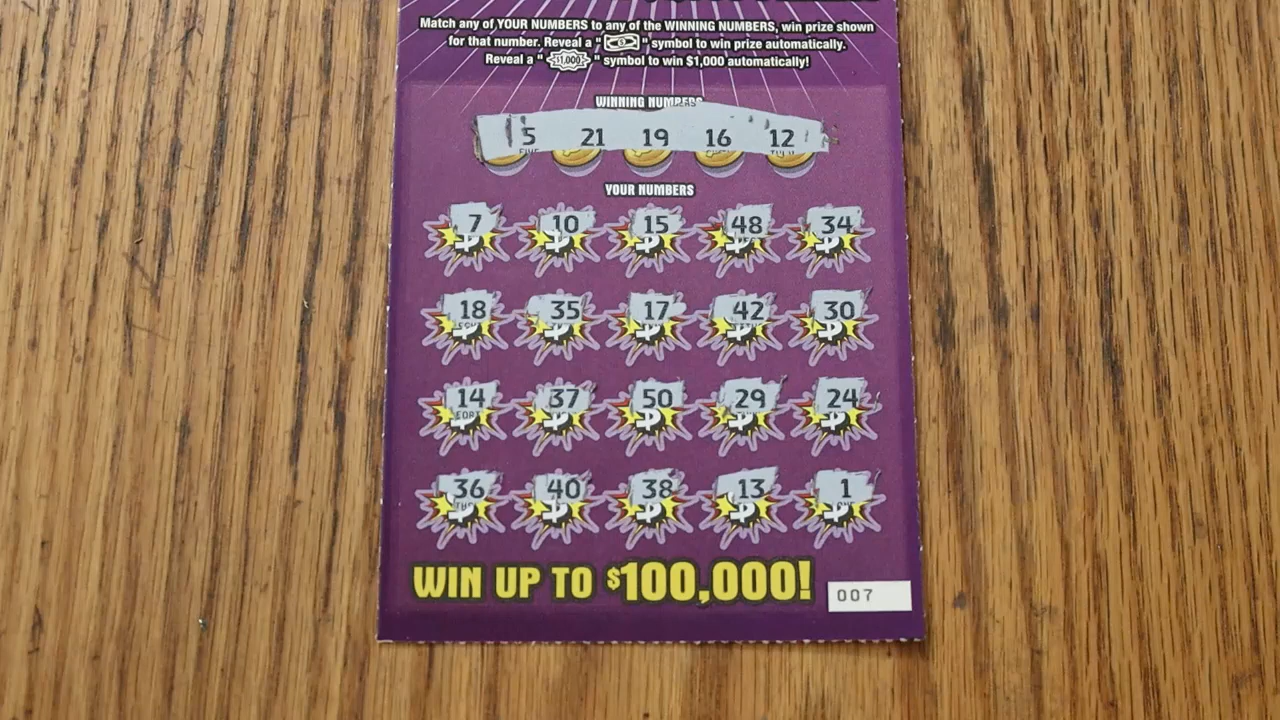 Match any of YOUR NUMBERS to any of the WINNING NUMBERS, win prize shown
for that number. Reveal a " " symbol to win prize automatically.
Reveal a " $1,000 " symbol to win $1,000 automatically!
WINNING NUMBERS
5 21 19 16 12
YOUR NUMBERS
7 10 15 48 34
18 35 17 42 30
14 37 50 29 24
36 40 38 13 1
WIN UP TO $100,000!
007